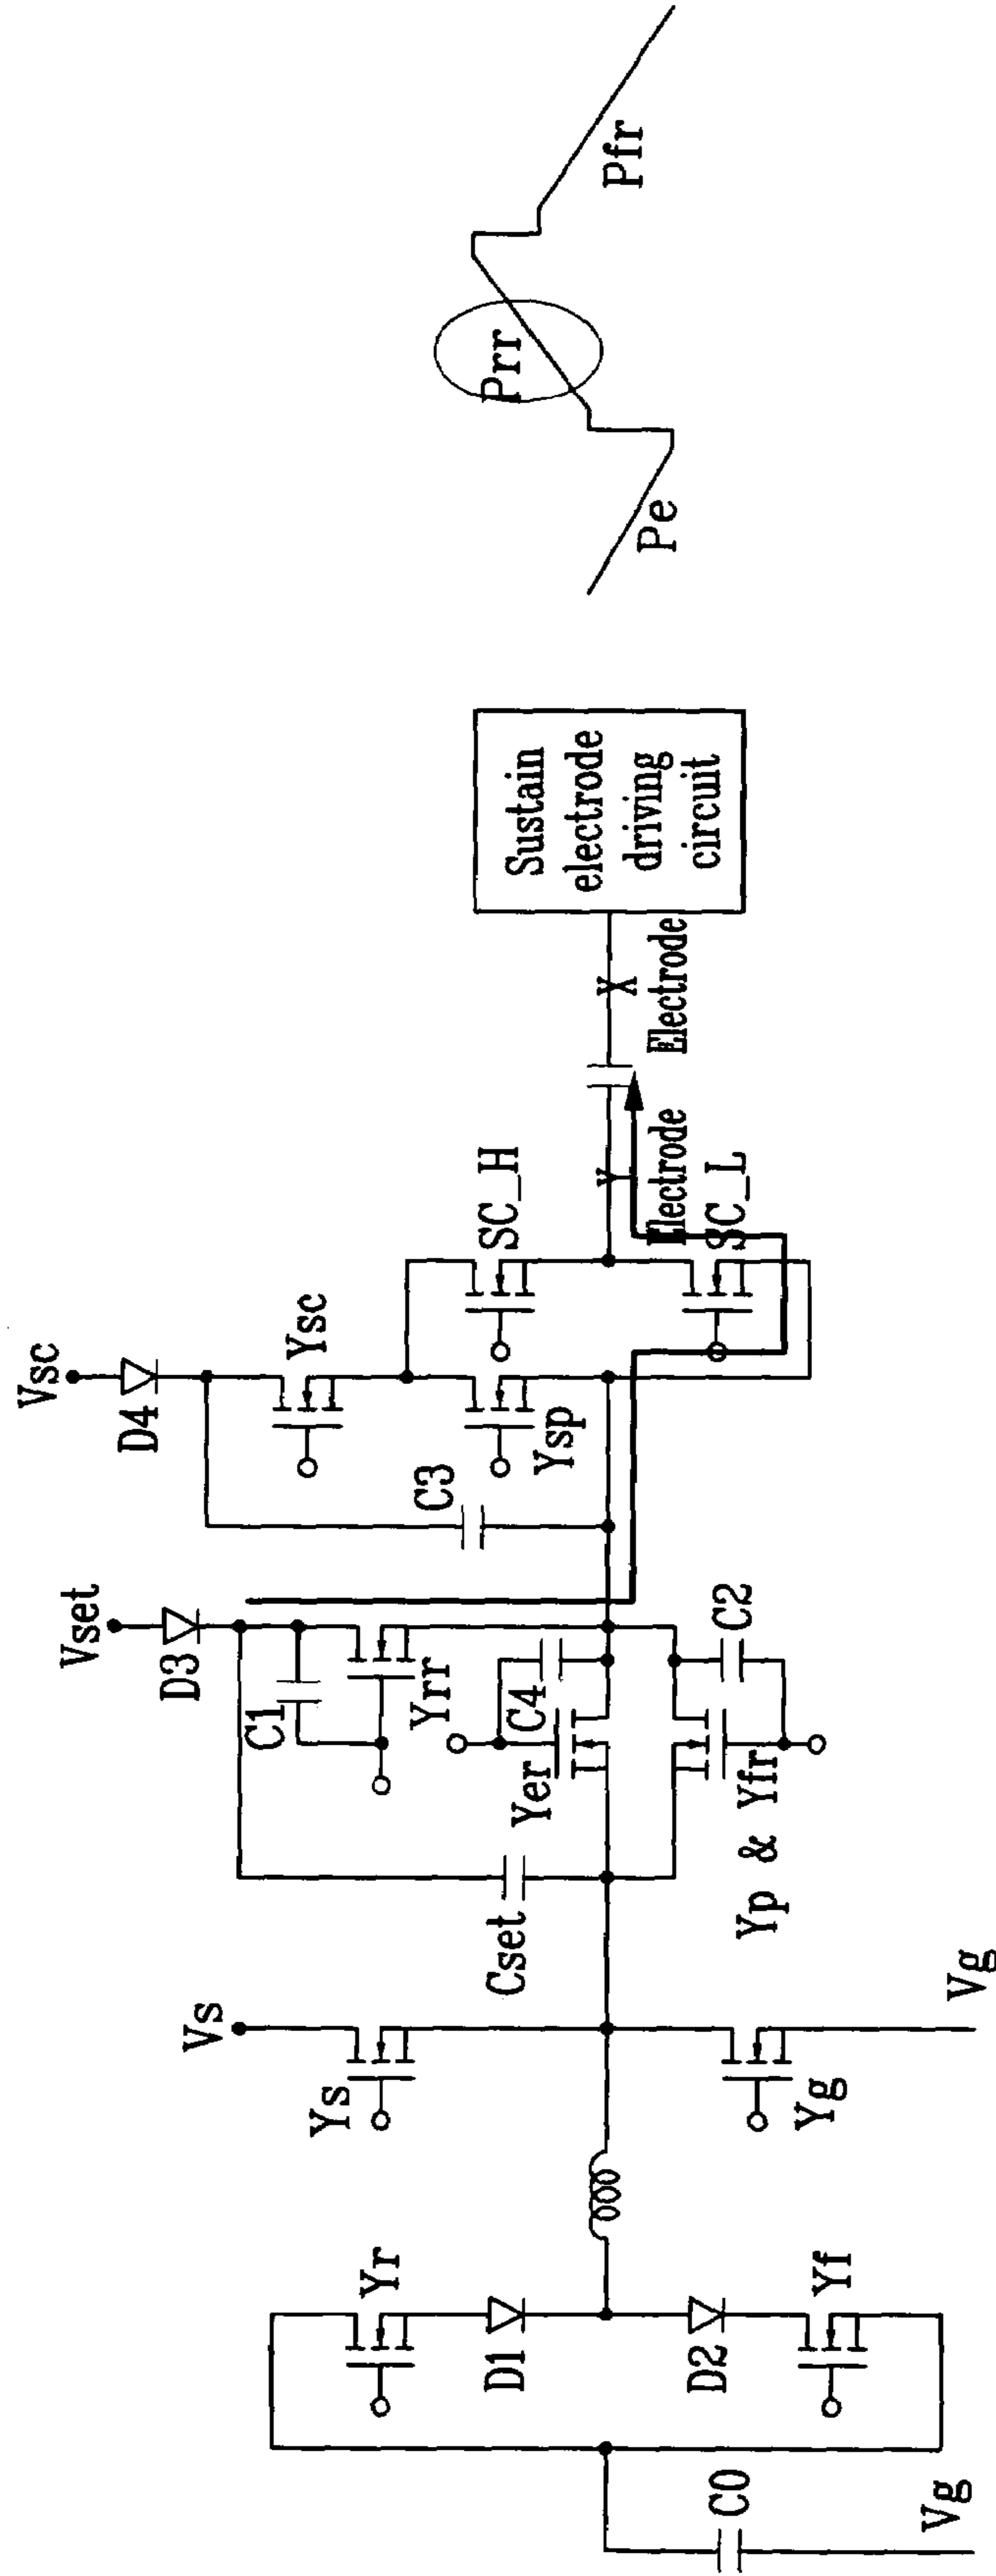 Vsc
D4
Ysc
SC_H
Ysp
C3
Vset
D3
C1
Yrr
C4
Yer
C2
Yp & Yfr
Cset
Vs
Ys
Yg
Vg
Yr
D1
D2
Yf
C0
Vg
SC_L
Y
Electrode
X
Electrode
Sustain
electrode
driving
circuit
Pe
Prr
Pfr